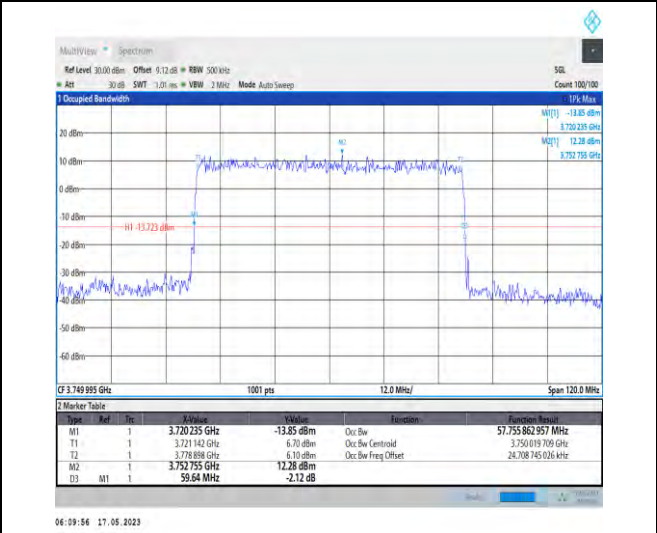 MultiView Spectrum
Ref Level 30.00 dBm Offset 9.12 dB RBW 500 kHz SGL
Att 30 dB SWT 1.01 ms VBW 2 MHz Mode Auto Sweep Count 100/100
1 Occupied Bandwidth 1Pk Max
M1[1] -13.85 dBm
3.720 235 GHz
20 dBm
M2[1] 12.28 dBm
3.752 755 GHz
M2
10 dBm
T1
0 dBm
-10 dBm
M1
H1 -13.723 dBm
-20 dBm
-30 dBm
-40 dBm
-50 dBm
-60 dBm
CF 3.749 995 GHz 1001 pts 12.0 MHz/ Span 120.0 MHz
2 Marker Table
Type Ref Trc X-Value Y-Value Function Function Result
M1 1 3.720 235 GHz -13.85 dBm Occ Bw 57.755 862 957 MHz
T1 1 3.721 142 GHz 6.70 dBm Occ Bw Centroid 3.750 019 709 GHz
T2 1 3.778 898 GHz 6.10 dBm Occ Bw Freq Offset 24.708 745 026 kHz
M2 1 3.752 755 GHz 12.28 dBm
D3 M1 1 59.64 MHz -2.12 dB
06:09:56 17.05.2023